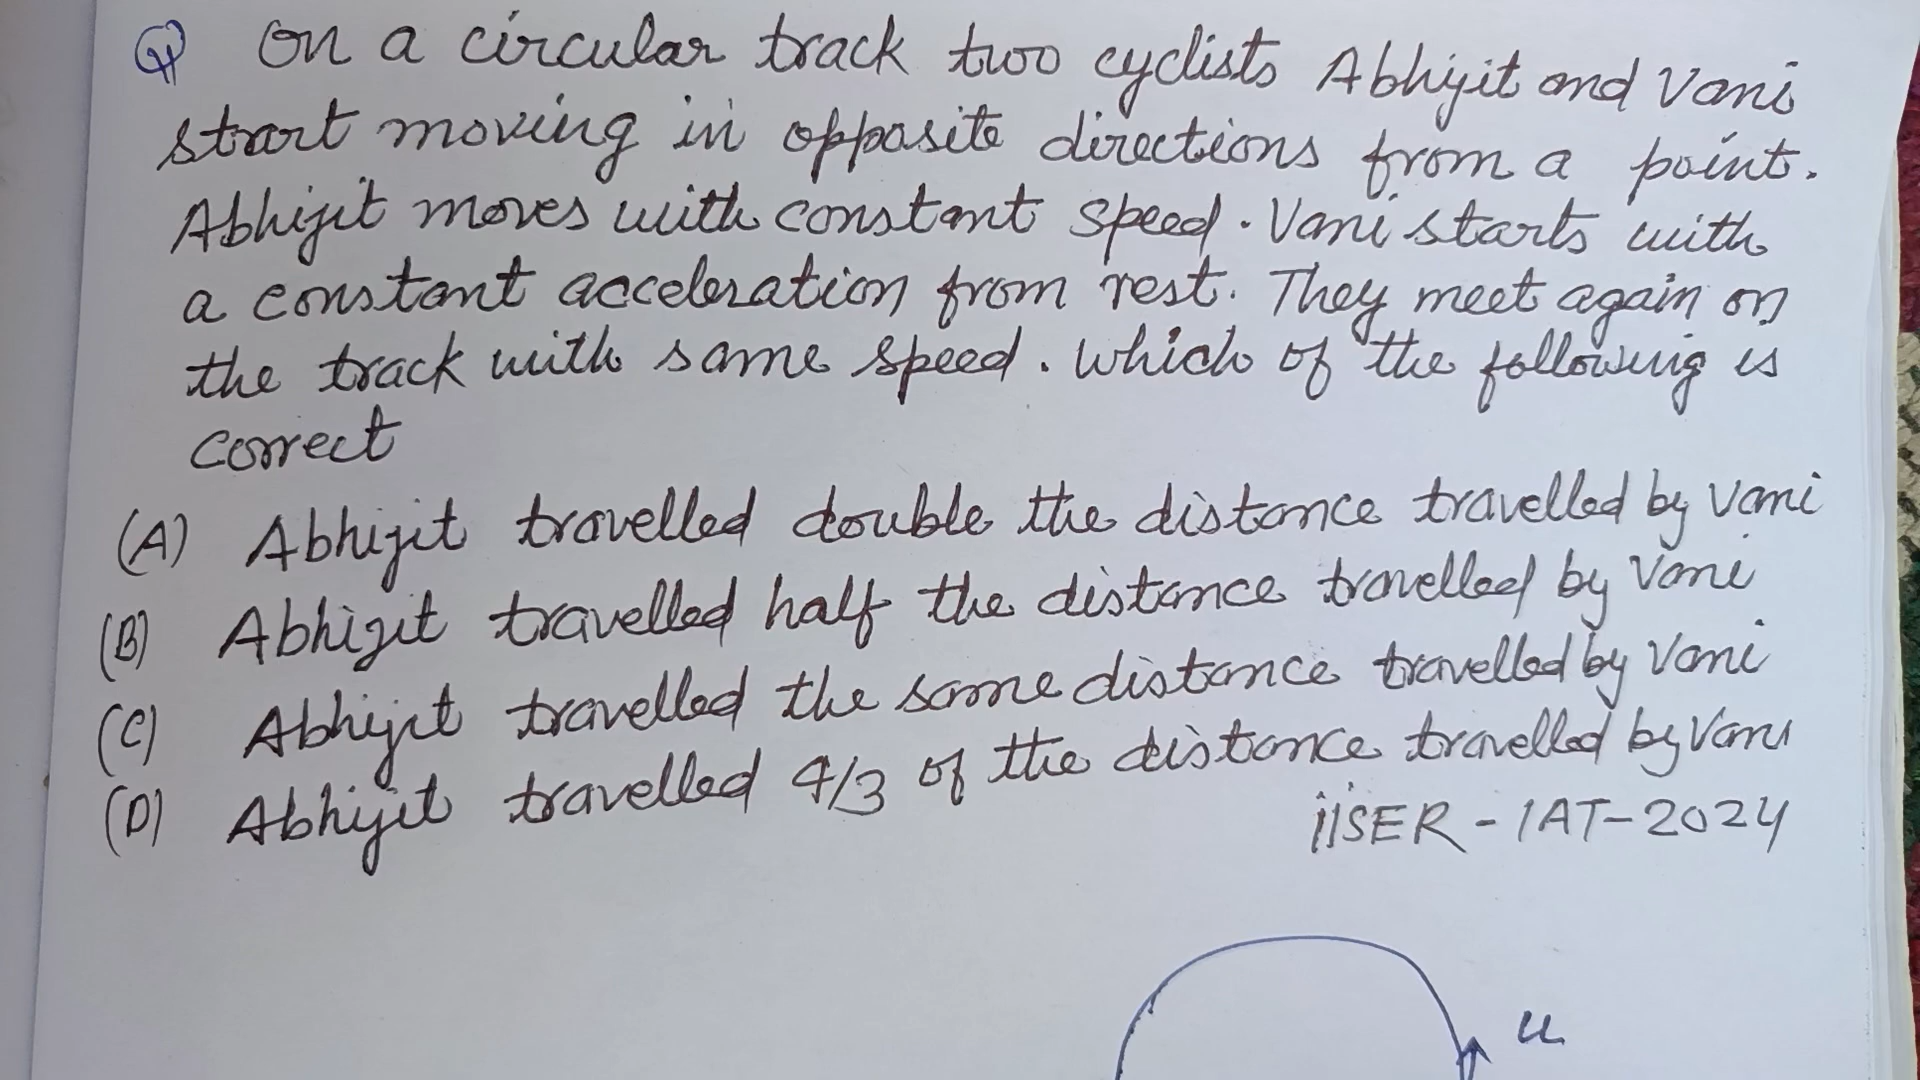 Q On a circular track two cyclists Abhijit and Vani
start moving in opposite directions from a point.
Abhijit moves with constant speed. Vani starts with
a constant acceleration from rest. They meet again on
the track with same speed. Which of the following is
correct
(A) Abhijit travelled double the distance travelled by Vani
(B) Abhijit travelled half the distance travelled by Vani
(C) Abhijit travelled the same distance travelled by Vani
(D) Abhijit travelled 4/3 of the distance travelled by Vani
iiSER - IAT - 2024
u